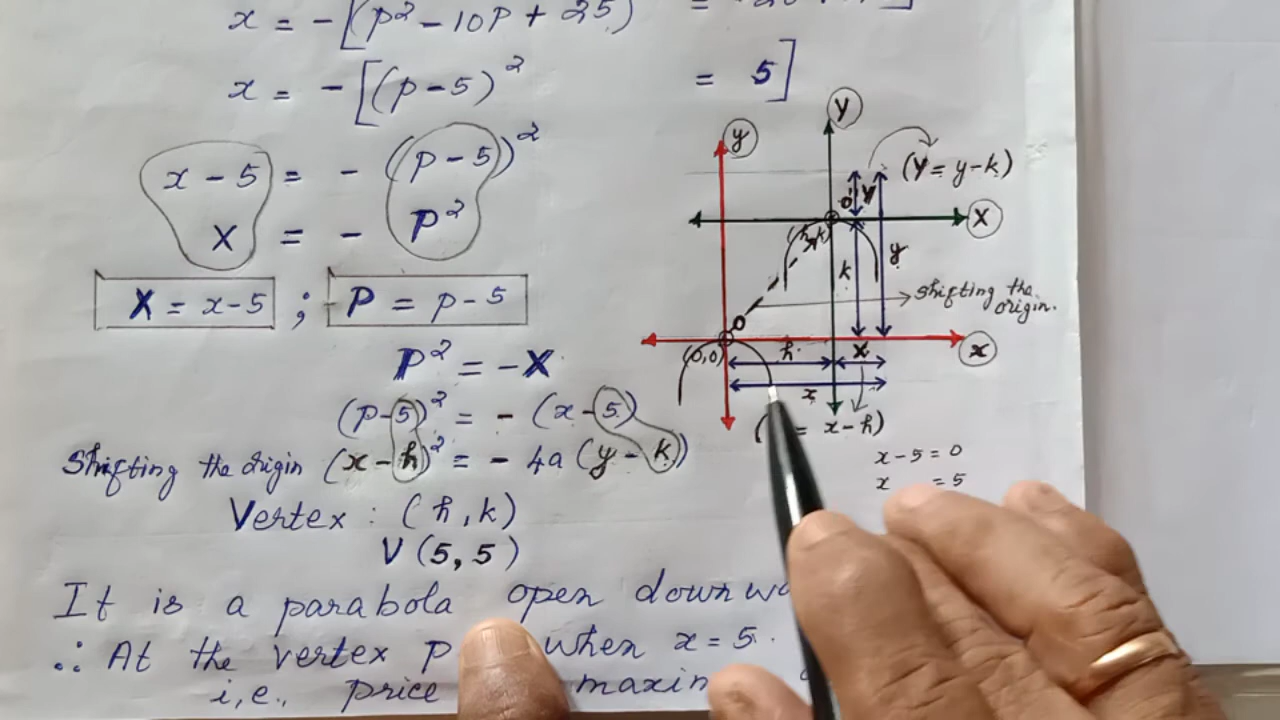 x = - [(p² - 10p + 25)
x = - [(p - 5)²
= 5]
x - 5 = - (p - 5)²
X = - P²
X = x - 5 ; P = p - 5
P² = - X
(p - 5)² = - (x - 5)
Shifting the origin (x - h)² = - 4a (y - k)
Vertex : (h, k)
V (5, 5)
It is a parabola open
∴ At the vertex p when x = 5.
i.e., price
y
Y
(Y = y - k)
O' Y
X
(h, k)
k
y
Shifting the
origin.
O
(0,0)
h
X
x
x
= x - h)
x - 5 = 0
x = 5